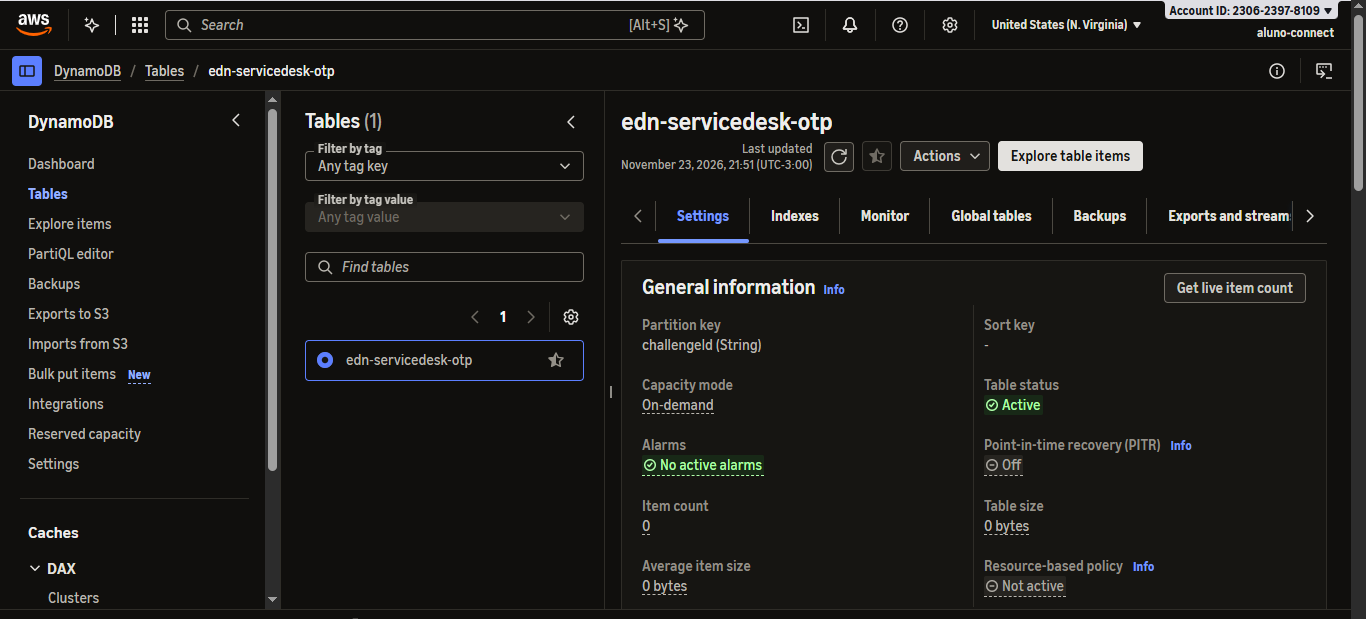 aws
Search
[Alt+S]
United States (N. Virginia)
Account ID: 2306-2397-8109
aluno-connect
DynamoDB / Tables / edn-servicedesk-otp
DynamoDB
Dashboard
Tables
Explore items
PartiQL editor
Backups
Exports to S3
Imports from S3
Bulk put items New
Integrations
Reserved capacity
Settings
Caches
DAX
Clusters
Tables (1)
Filter by tag
Any tag key
Filter by tag value
Any tag value
Find tables
1
edn-servicedesk-otp
edn-servicedesk-otp
Last updated
November 23, 2026, 21:51 (UTC-3:00)
Actions
Explore table items
Settings
Indexes
Monitor
Global tables
Backups
Exports and stream
General information Info
Get live item count
Partition key
challengeId (String)
Sort key
-
Capacity mode
On-demand
Table status
Active
Alarms
No active alarms
Point-in-time recovery (PITR) Info
Off
Item count
0
Table size
0 bytes
Average item size
0 bytes
Resource-based policy Info
Not active